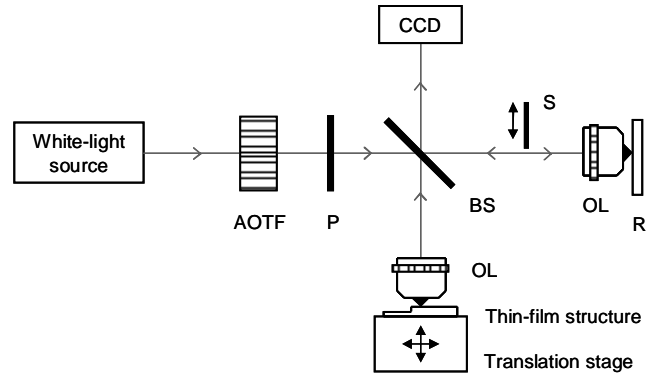 CCD
S
White-light
source
AOTF
P
BS
OL
R
OL
Thin-film structure
Translation stage